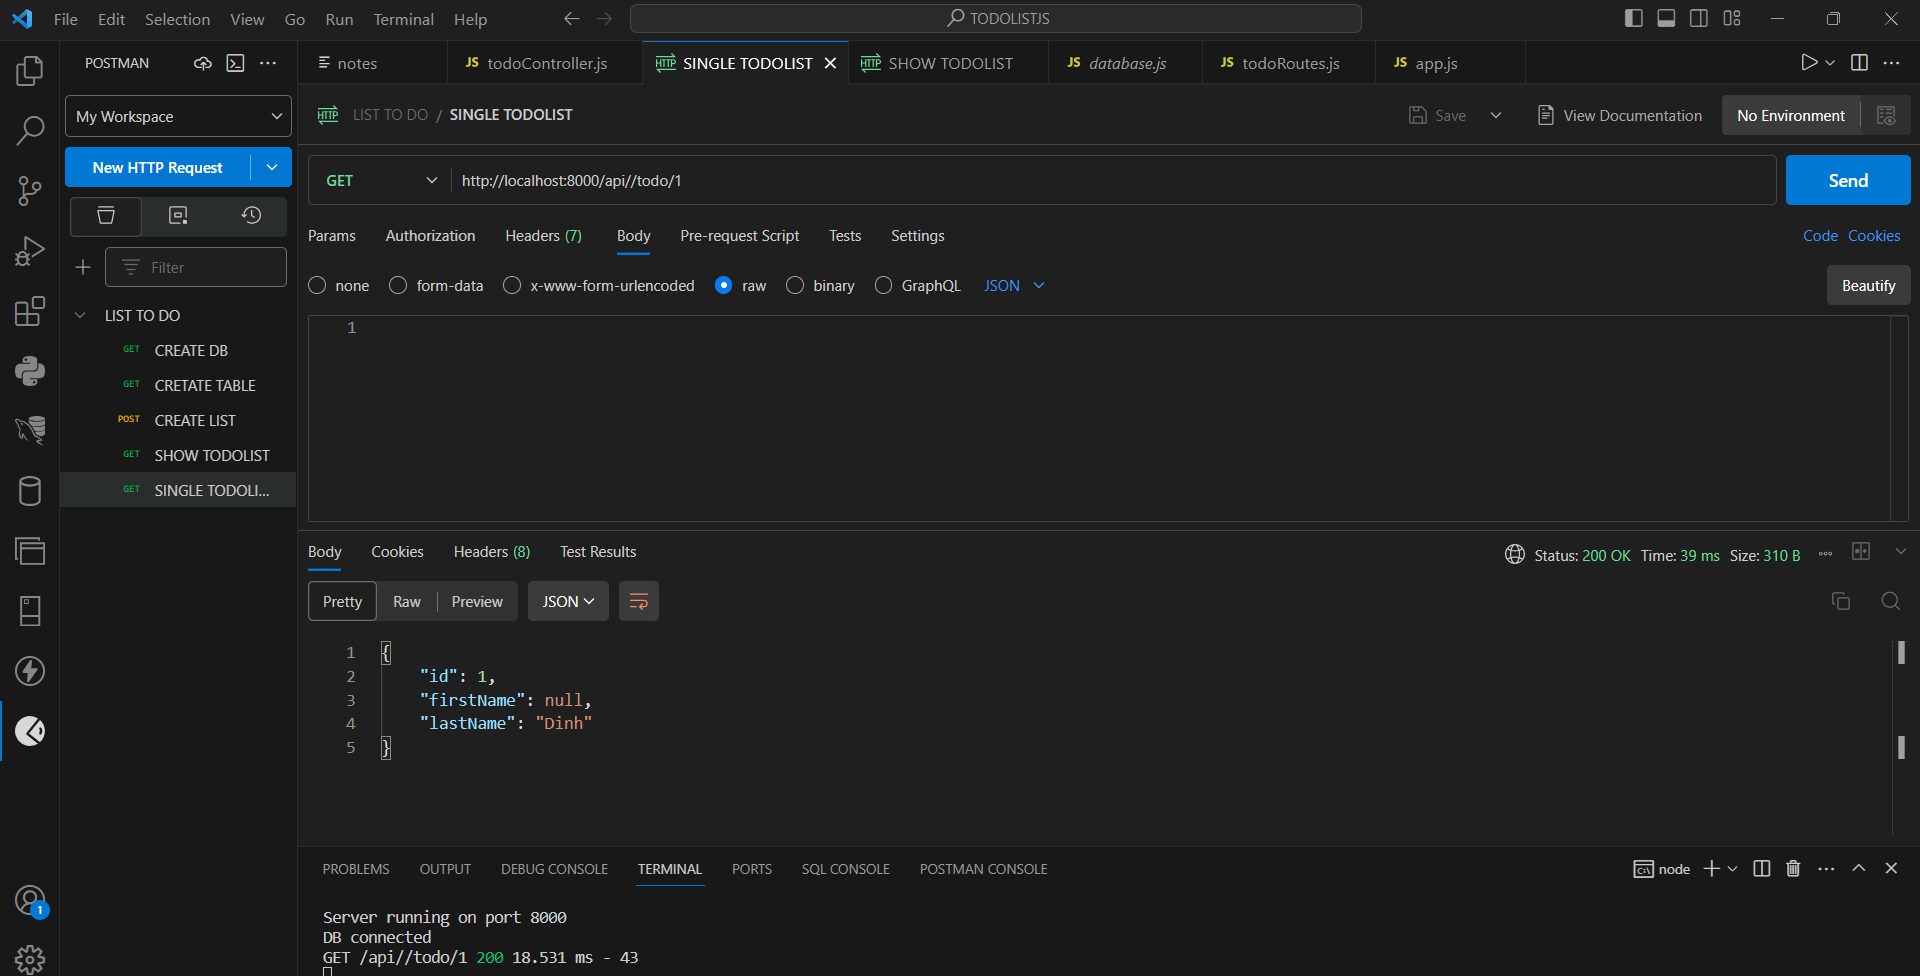 File Edit Selection View Go Run Terminal Help
TODOLISTJS
POSTMAN
notes
JS todoController.js
HTTP SINGLE TODOLIST
HTTP SHOW TODOLIST
JS database.js
JS todoRoutes.js
JS app.js
My Workspace
New HTTP Request
Filter
LIST TO DO
GET CREATE DB
GET CRETATE TABLE
POST CREATE LIST
GET SHOW TODOLIST
GET SINGLE TODOLI...
HTTP LIST TO DO / SINGLE TODOLIST
Save
View Documentation
No Environment
GET http://localhost:8000/api//todo/1
Send
Params Authorization Headers (7) Body Pre-request Script Tests Settings
Code Cookies
none form-data x-www-form-urlencoded raw binary GraphQL JSON
Beautify
1
Body Cookies Headers (8) Test Results
Status: 200 OK Time: 39 ms Size: 310 B
Pretty Raw Preview JSON
1 {
2 "id": 1,
3 "firstName": null,
4 "lastName": "Dinh"
5 }
PROBLEMS OUTPUT DEBUG CONSOLE TERMINAL PORTS SQL CONSOLE POSTMAN CONSOLE
node
Server running on port 8000
DB connected
GET /api//todo/1 200 18.531 ms - 43
1